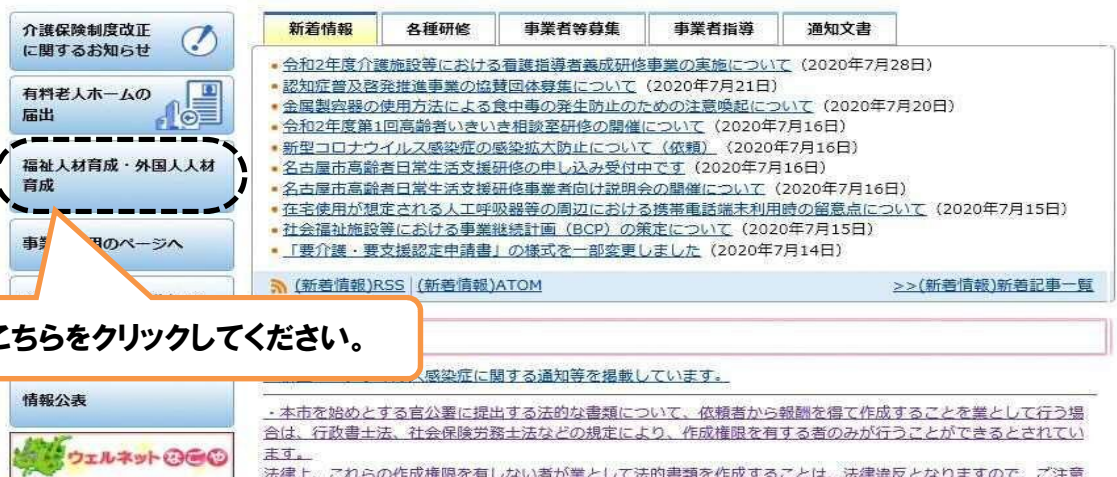 介護保険制度改正
に関するお知らせ
有料老人ホームの
届出
福祉人材育成・外国人人材
育成
事業
用のページへ
こちらをクリックしてください。
情報公表
ウェルネットなごや
新着情報
各種研修
事業者等募集
事業者指導
通知文書
・令和2年度介護施設等における看護指導者養成研修事業の実施について（2020年7月28日）
・認知症普及啓発推進事業の協賛団体募集について（2020年7月21日）
・金属製容器の使用方法による食中毒の発生防止のための注意喚起について（2020年7月20日）
・令和2年度第1回高齢者いきいき相談室研修の開催について（2020年7月16日）
・新型コロナウイルス感染症の感染拡大防止について（依頼）（2020年7月16日）
・名古屋市高齢者日常生活支援研修の申し込み受付中です（2020年7月16日）
・名古屋市高齢者日常生活支援研修事業者向け説明会の開催について（2020年7月16日）
・在宅使用が想定される人工呼吸器等の周辺における携帯電話端末利用時の留意点について（2020年7月15日）
・社会福祉施設等における事業継続計画（BCP）の策定について（2020年7月15日）
・「要介護・要支援認定申請書」の様式を一部変更しました（2020年7月14日）
(新着情報)RSS | (新着情報)ATOM
>>(新着情報)新着記事一覧
感染症に関する通知等を掲載しています。
・本市を始めとする官公署に提出する法的な書類について、依頼者から報酬を得て作成することを業として行う場
合は、行政書士法、社会保険労務士法などの規定により、作成権限を有する者のみが行うことができるとされてい
ます。
法律上、これらの作成権限を有しない者が業として法的書類を作成することは、法律違反となりますので、ご注意